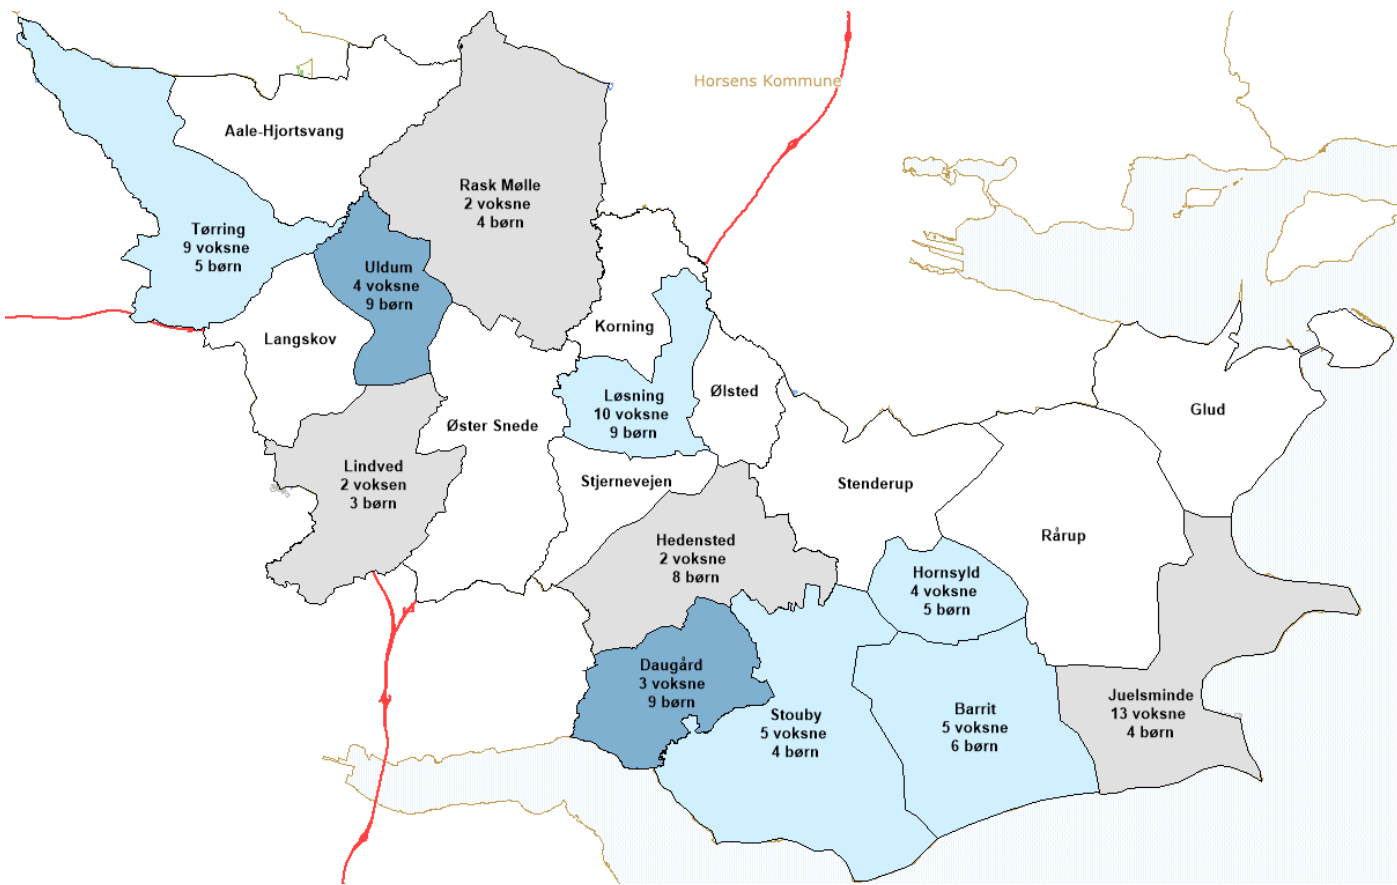 Horsens Kommune
Aale-Hjortsvang
Rask Mølle
2 voksne
4 børn
Tørring
9 voksne
5 børn
Uldum
4 voksne
9 børn
Langskov
Korning
Løsning
10 voksne
9 børn
Ølsted
Glud
Øster Snede
Lindved
2 voksen
3 børn
Stjernevejen
Stenderup
Rårup
Hedensted
2 voksne
8 børn
Hornsyld
4 voksne
5 børn
Daugård
3 voksne
9 børn
Stouby
5 voksne
4 børn
Barrit
5 voksne
6 børn
Juelsminde
13 voksne
4 børn